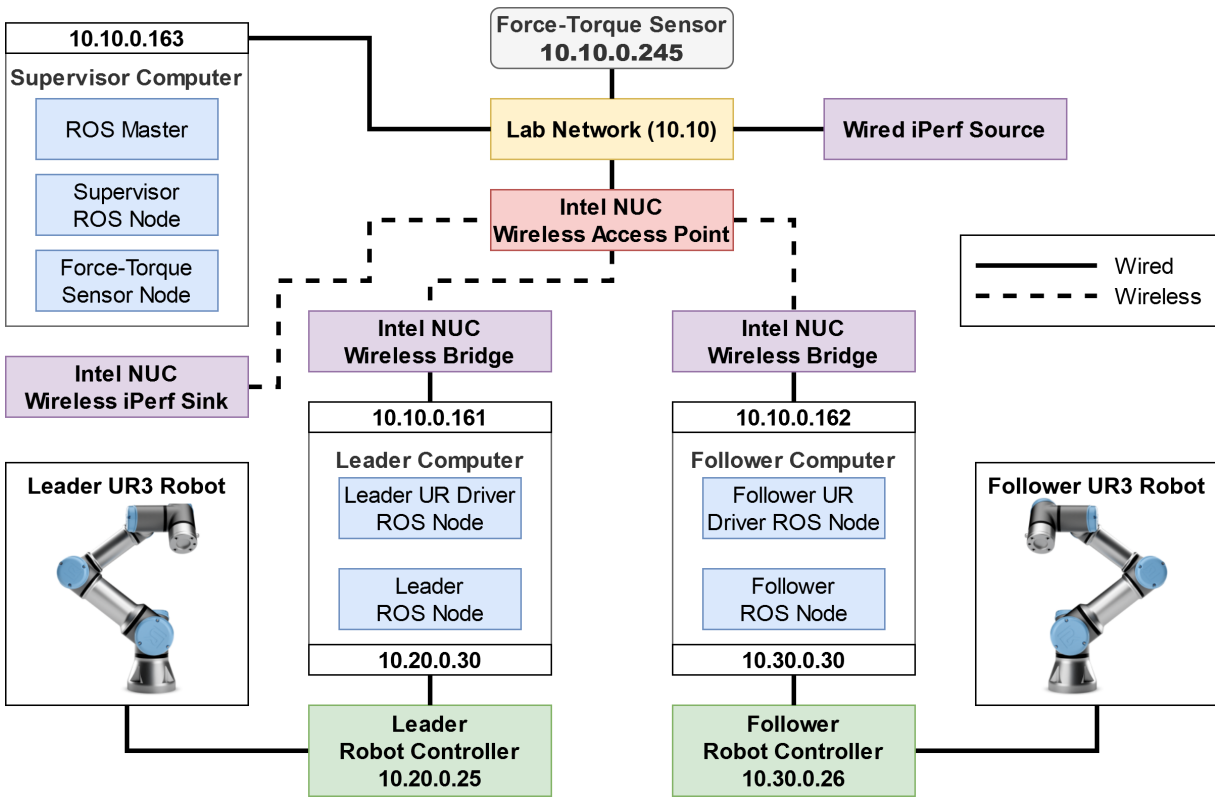 10.10.0.163
Supervisor Computer
ROS Master
Supervisor
ROS Node
Force-Torque
Sensor Node
Force-Torque Sensor
10.10.0.245
Lab Network (10.10)
Wired iPerf Source
Intel NUC
Wireless Access Point
Wired
Wireless
Intel NUC
Wireless iPerf Sink
Intel NUC
Wireless Bridge
Intel NUC
Wireless Bridge
10.10.0.161
Leader Computer
Leader UR Driver
ROS Node
Leader
ROS Node
10.20.0.30
10.10.0.162
Follower Computer
Follower UR
Driver ROS Node
Follower
ROS Node
10.30.0.30
Leader UR3 Robot
Follower UR3 Robot
Leader
Robot Controller
10.20.0.25
Follower
Robot Controller
10.30.0.26